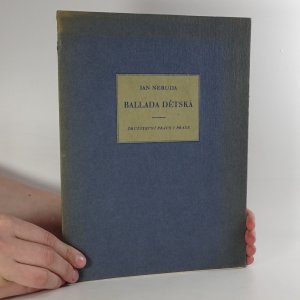 JAN NERUDA
BALLADA DĚTSKÁ
DRUŽSTEVNÍ PRÁCE V PRAZE